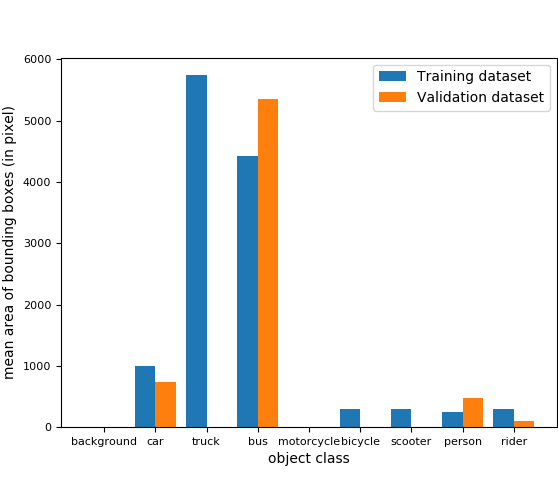 Training dataset
Validation dataset
mean area of bounding boxes (in pixel)
6000
5000
4000
3000
2000
1000
0
background car truck bus motorcycle bicycle scooter person rider
object class